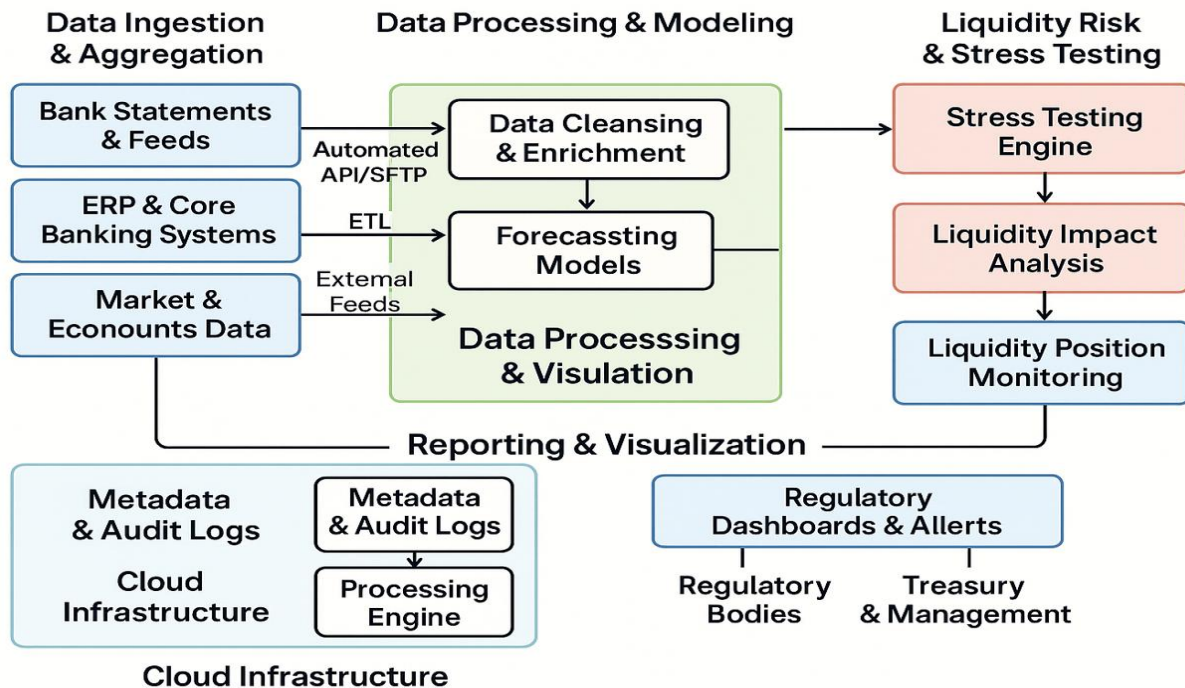 Data Ingestion
& Aggregation
Data Processing & Modeling
Liquidity Risk
& Stress Testing
Bank Statements
& Feeds
Automated
API/SFTP
Data Cleansing
& Enrichment
Stress Testing
Engine
ERP & Core
Banking Systems
ETL
Forecassting
Models
Liquidity Impact
Analysis
Market &
Econounts Data
External
Feeds
Data Processsing
& Visulation
Liquidity Position
Monitoring
Reporting & Visualization
Metadata
& Audit Logs
Metadata
& Audit Logs
Cloud
Infrastructure
Processing
Engine
Cloud Infrastructure
Regulatory
Dashboards & Allerts
Regulatory
Bodies
Treasury
& Management